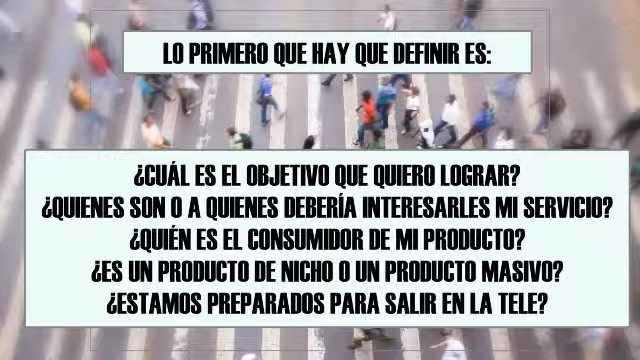 LO PRIMERO QUE HAY QUE DEFINIR ES:
¿CUÁL ES EL OBJETIVO QUE QUIERO LOGRAR?
¿QUIENES SON O A QUIENES DEBERÍA INTERESARLES MI SERVICIO?
¿QUIÉN ES EL CONSUMIDOR DE MI PRODUCTO?
¿ES UN PRODUCTO DE NICHO O UN PRODUCTO MASIVO?
¿ESTAMOS PREPARADOS PARA SALIR EN LA TELE?